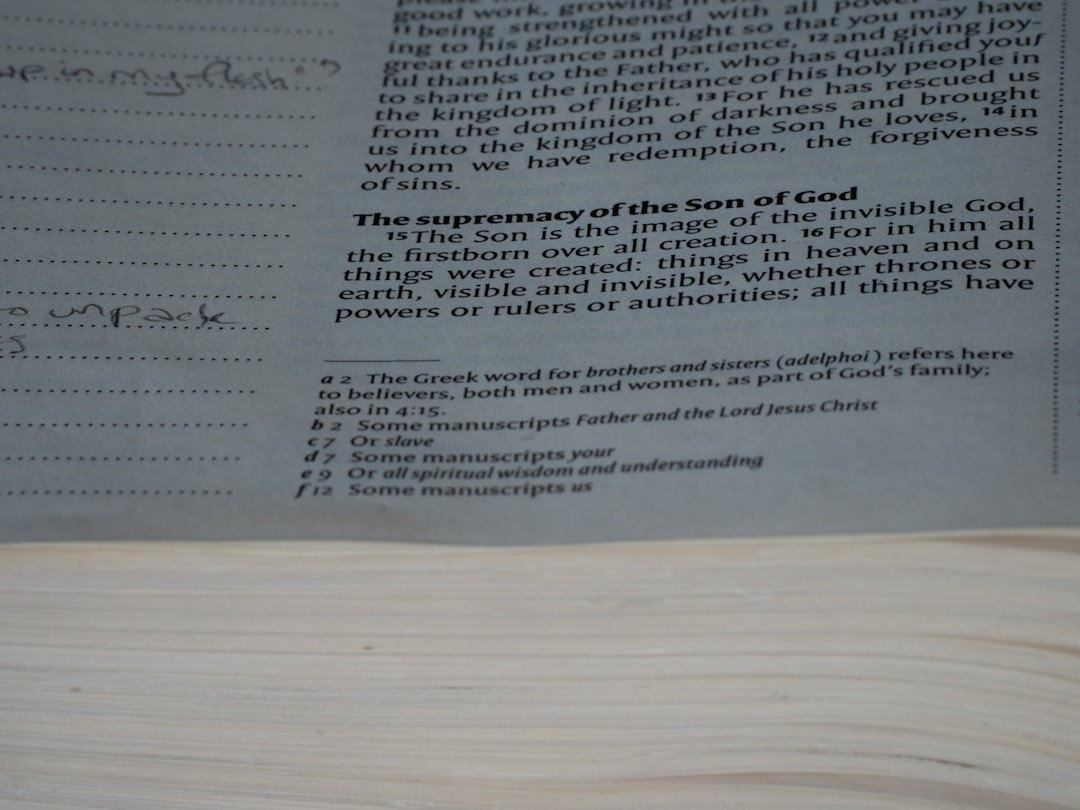 up in my flesh"?
to unpack
good work, growing in the
11 being strengthened with all power
ing to his glorious might so that you may have
great endurance and patience, 12 and giving joy-
ful thanks to the Father, who has qualified you f
to share in the inheritance of his holy people in
the kingdom of light. 13 For he has rescued us
from the dominion of darkness and brought
us into the kingdom of the Son he loves, 14 in
whom we have redemption, the forgiveness
of sins.
The supremacy of the Son of God
15 The Son is the image of the invisible God,
the firstborn over all creation. 16 For in him all
things were created: things in heaven and on
earth, visible and invisible, whether thrones or
powers or rulers or authorities; all things have
a 2 The Greek word for brothers and sisters (adelphoi) refers here
to believers, both men and women, as part of God's family;
also in 4:15.
b 2 Some manuscripts Father and the Lord Jesus Christ
c 7 Or slave
d 7 Some manuscripts your
e 9 Or all spiritual wisdom and understanding
f 12 Some manuscripts us